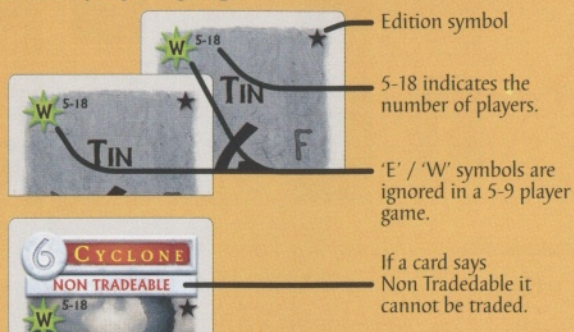 Edition symbol
W 5-18
TIN
F
5-18 indicates the
number of players.
W 5-18
TIN
'E' / 'W' symbols are
ignored in a 5-9 player
game.
6 CYCLONE
NON TRADEABLE
W 5-18
If a card says
Non Tradedable it
cannot be traded.